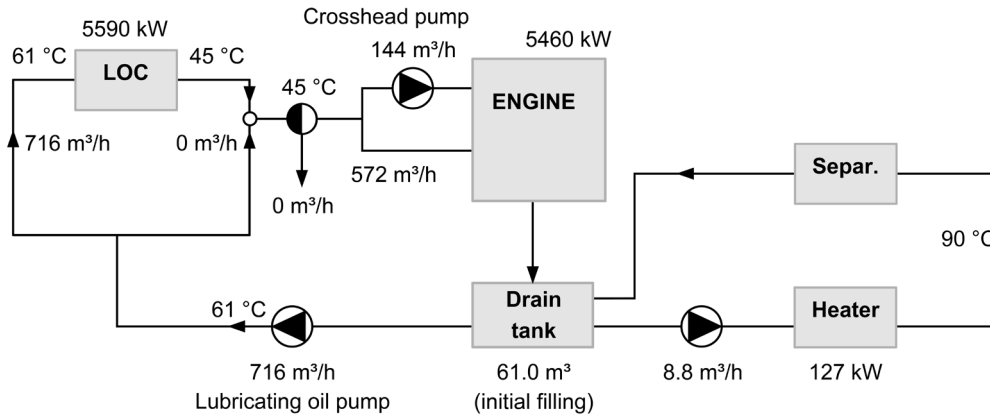 Crosshead pump
5590 kW
144 m³/h
5460 kW
61 °C
LOC
45 °C
45 °C
ENGINE
716 m³/h
0 m³/h
572 m³/h
0 m³/h
Separ.
90 °C
61 °C
Drain
tank
Heater
716 m³/h
61.0 m³
8.8 m³/h
127 kW
Lubricating oil pump
(initial filling)